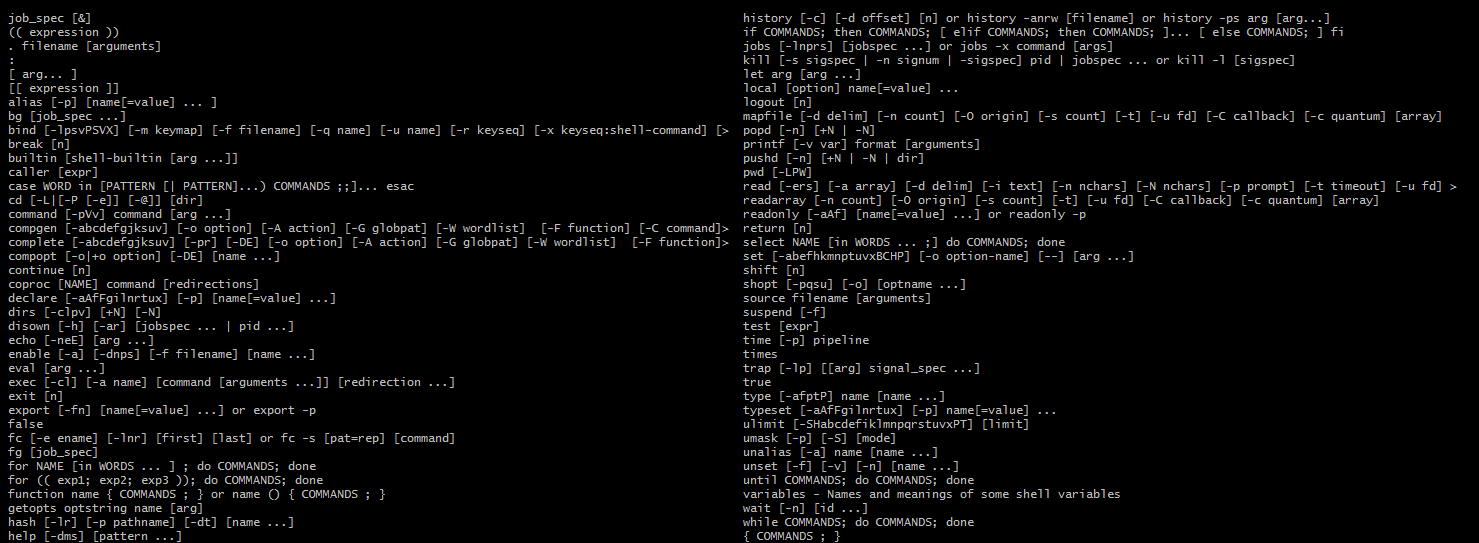 job_spec [&]
(( expression ))
. filename [arguments]
:
[ arg... ]
[[ expression ]]
alias [-p] [name[=value] ... ]
bg [job_spec ...]
bind [-lpsvPSVX] [-m keymap] [-f filename] [-q name] [-u name] [-r keyseq] [-x keyseq:shell-command] [>
break [n]
builtin [shell-builtin [arg ...]]
caller [expr]
case WORD in [PATTERN [| PATTERN]...) COMMANDS ;;]... esac
cd [-L|[-P [-e]] [-@]] [dir]
command [-pVv] command [arg ...]
compgen [-abcdefgjksuv] [-o option] [-A action] [-G globpat] [-W wordlist]  [-F function] [-C command]>
complete [-abcdefgjksuv] [-pr] [-DE] [-o option] [-A action] [-G globpat] [-W wordlist]  [-F function]>
compopt [-o|+o option] [-DE] [name ...]
continue [n]
coproc [NAME] command [redirections]
declare [-aAfFgilnrtux] [-p] [name[=value] ...]
dirs [-clpv] [+N] [-N]
disown [-h] [-ar] [jobspec ... | pid ...]
echo [-neE] [arg ...]
enable [-a] [-dnps] [-f filename] [name ...]
eval [arg ...]
exec [-cl] [-a name] [command [arguments ...]] [redirection ...]
exit [n]
export [-fn] [name[=value] ...] or export -p
false
fc [-e ename] [-lnr] [first] [last] or fc -s [pat=rep] [command]
fg [job_spec]
for NAME [in WORDS ... ] ; do COMMANDS; done
for (( exp1; exp2; exp3 )); do COMMANDS; done
function name { COMMANDS ; } or name () { COMMANDS ; }
getopts optstring name [arg]
hash [-lr] [-p pathname] [-dt] [name ...]
help [-dms] [pattern ...]
history [-c] [-d offset] [n] or history -anrw [filename] or history -ps arg [arg...]
if COMMANDS; then COMMANDS; [ elif COMMANDS; then COMMANDS; ]... [ else COMMANDS; ] fi
jobs [-lnprs] [jobspec ...] or jobs -x command [args]
kill [-s sigspec | -n signum | -sigspec] pid | jobspec ... or kill -l [sigspec]
let arg [arg ...]
local [option] name[=value] ...
logout [n]
mapfile [-d delim] [-n count] [-O origin] [-s count] [-t] [-u fd] [-C callback] [-c quantum] [array]
popd [-n] [+N | -N]
printf [-v var] format [arguments]
pushd [-n] [+N | -N | dir]
pwd [-LPW]
read [-ers] [-a array] [-d delim] [-i text] [-n nchars] [-N nchars] [-p prompt] [-t timeout] [-u fd] >
readarray [-n count] [-O origin] [-s count] [-t] [-u fd] [-C callback] [-c quantum] [array]
readonly [-aAf] [name[=value] ...] or readonly -p
return [n]
select NAME [in WORDS ... ;] do COMMANDS; done
set [-abefhkmnptuvxBCHP] [-o option-name] [--] [arg ...]
shift [n]
shopt [-pqsu] [-o] [optname ...]
source filename [arguments]
suspend [-f]
test [expr]
time [-p] pipeline
times
trap [-lp] [[arg] signal_spec ...]
true
type [-afptP] name [name ...]
typeset [-aAfFgilnrtux] [-p] name[=value] ...
ulimit [-SHabcdefiklmnpqrstuvxPT] [limit]
umask [-p] [-S] [mode]
unalias [-a] name [name ...]
unset [-f] [-v] [-n] [name ...]
until COMMANDS; do COMMANDS; done
variables - Names and meanings of some shell variables
wait [-n] [id ...]
while COMMANDS; do COMMANDS; done
{ COMMANDS ; }